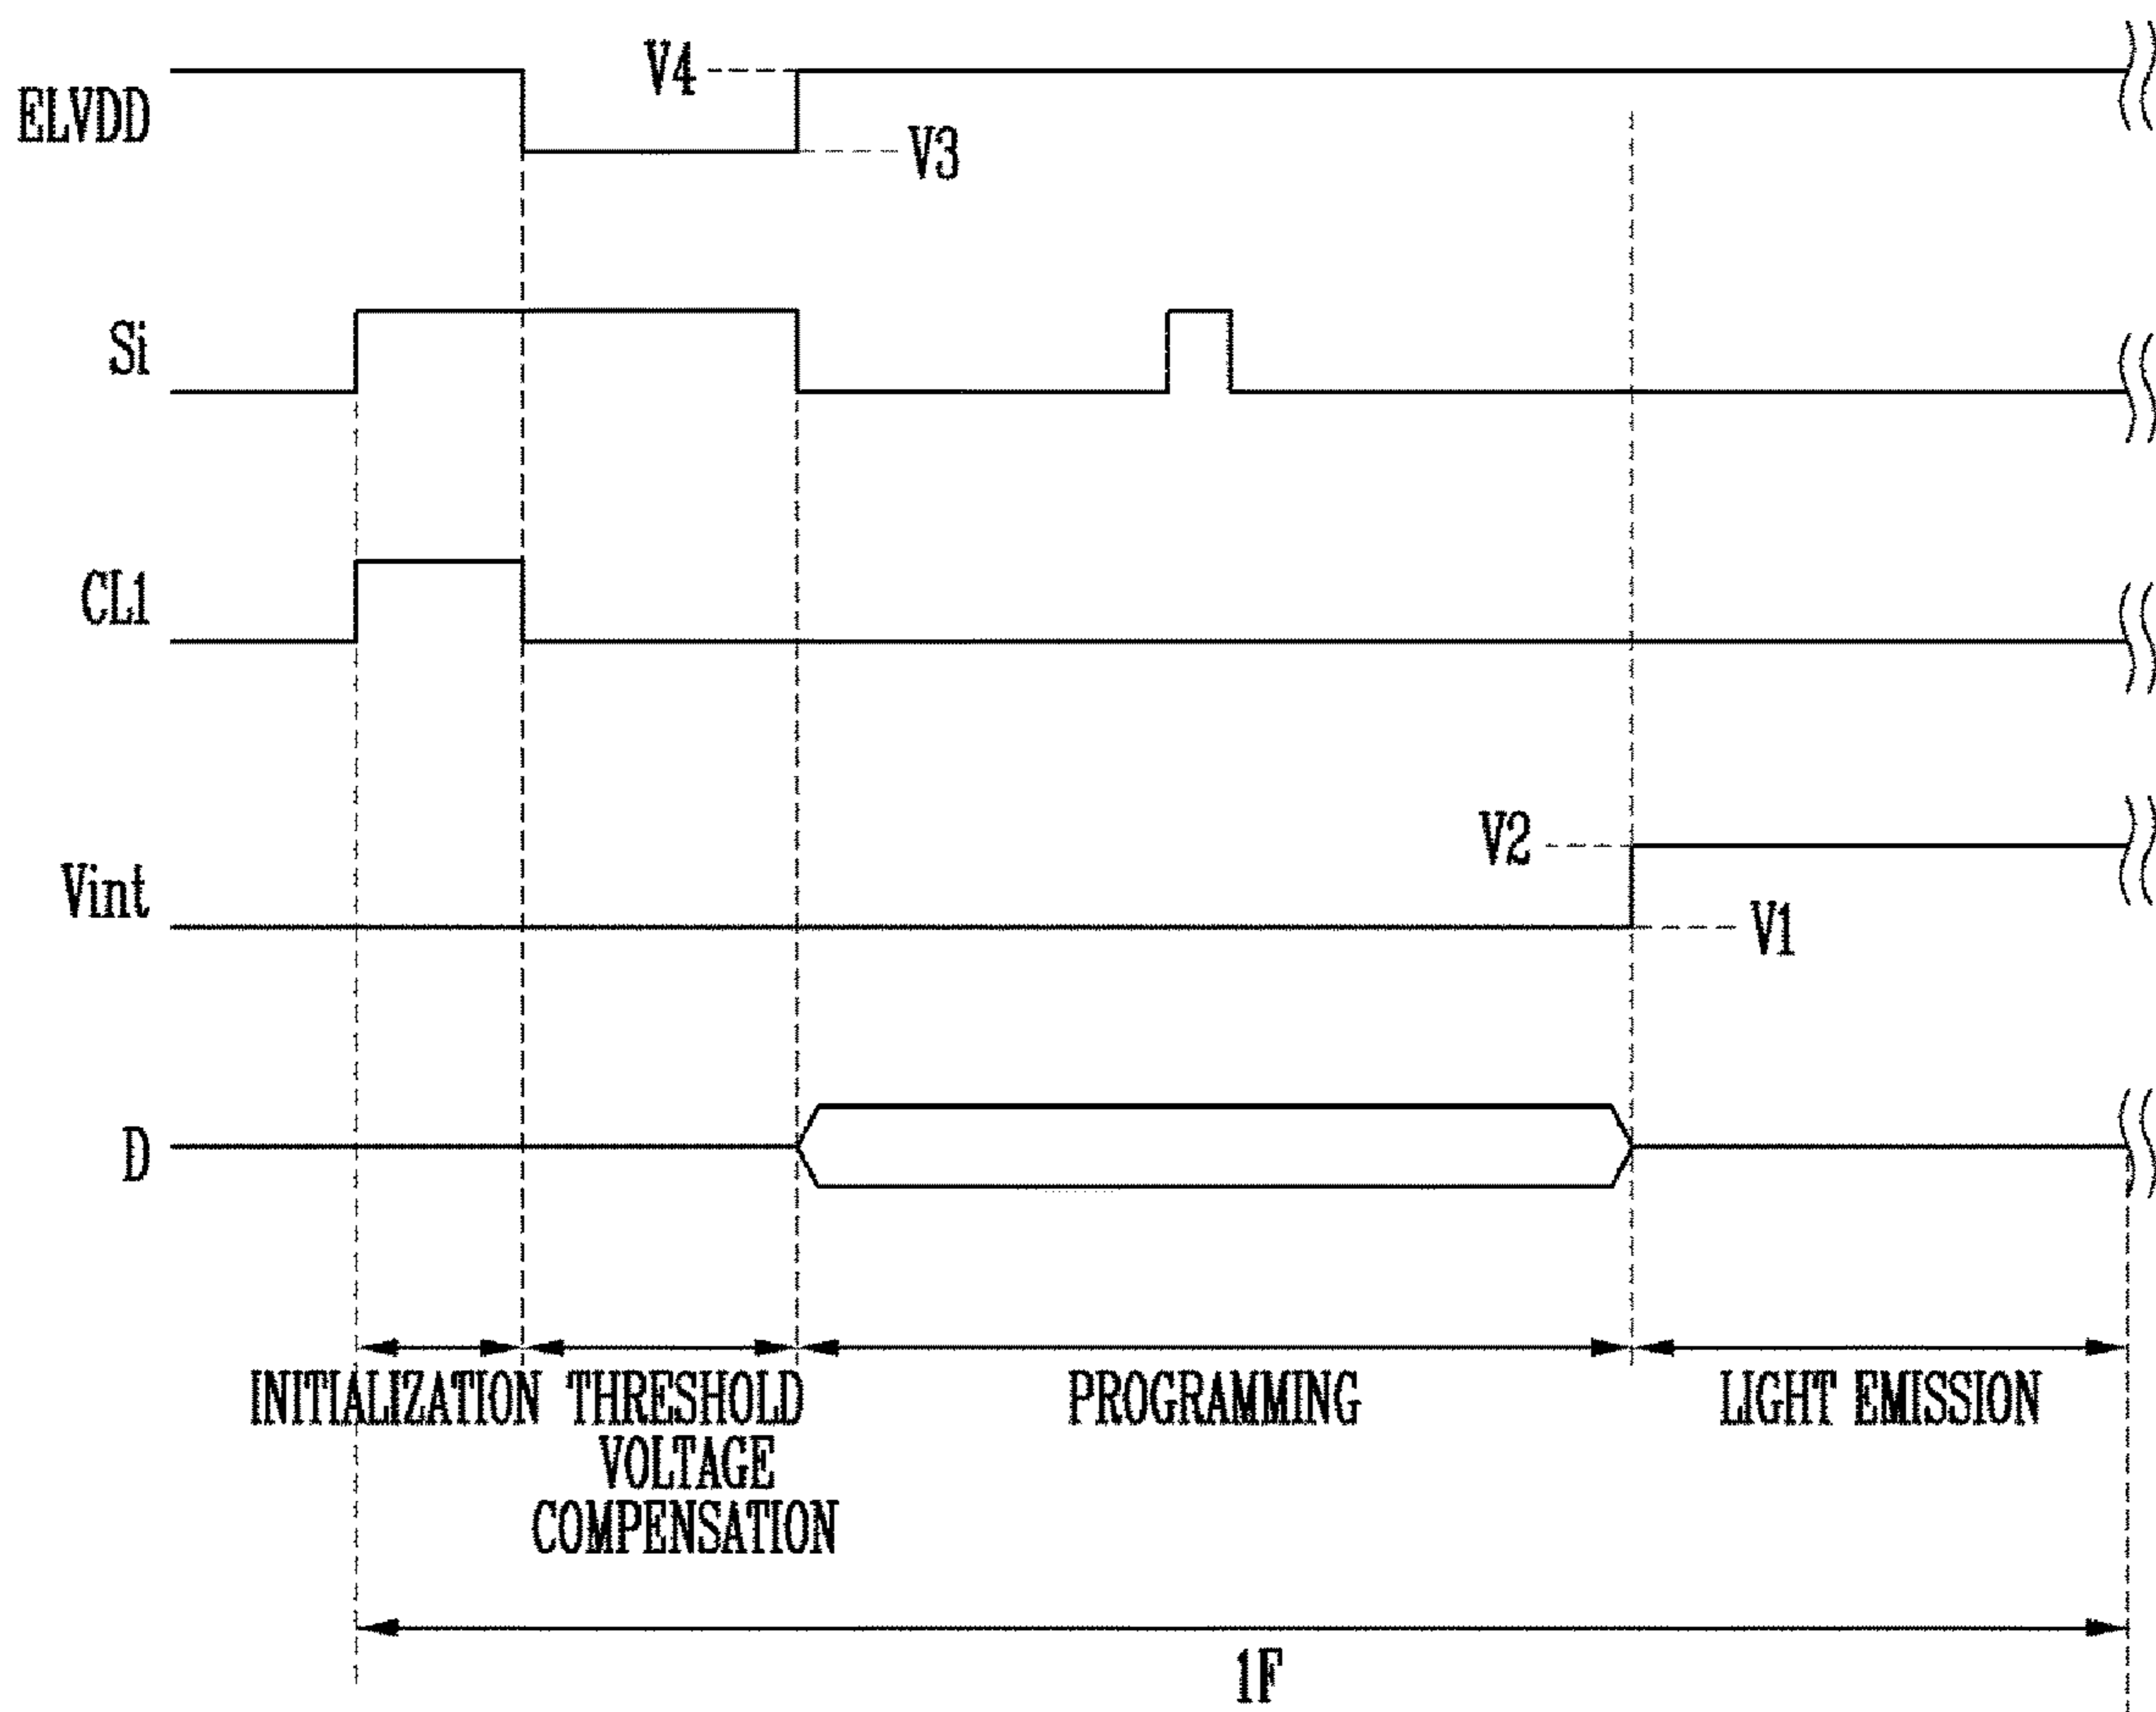 V4
ELVDD
V3
Si
CL1
V2
Vint
V1
D
INITIALIZATION
THRESHOLD
VOLTAGE
COMPENSATION
PROGRAMMING
LIGHT EMISSION
1F